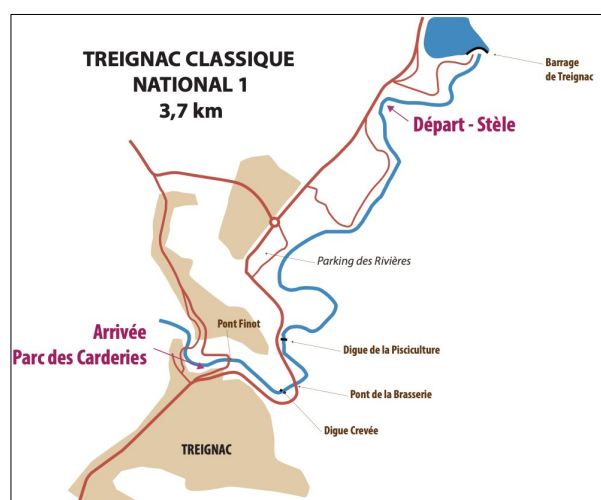 TREIGNAC CLASSIQUE
NATIONAL 1
3,7 km
Barrage
de Treignac
Départ - Stèle
Parking des Rivières
Pont Finot
Arrivée
Parc des Carderies
Digue de la Pisciculture
Pont de la Brasserie
Digue Crevée
TREIGNAC